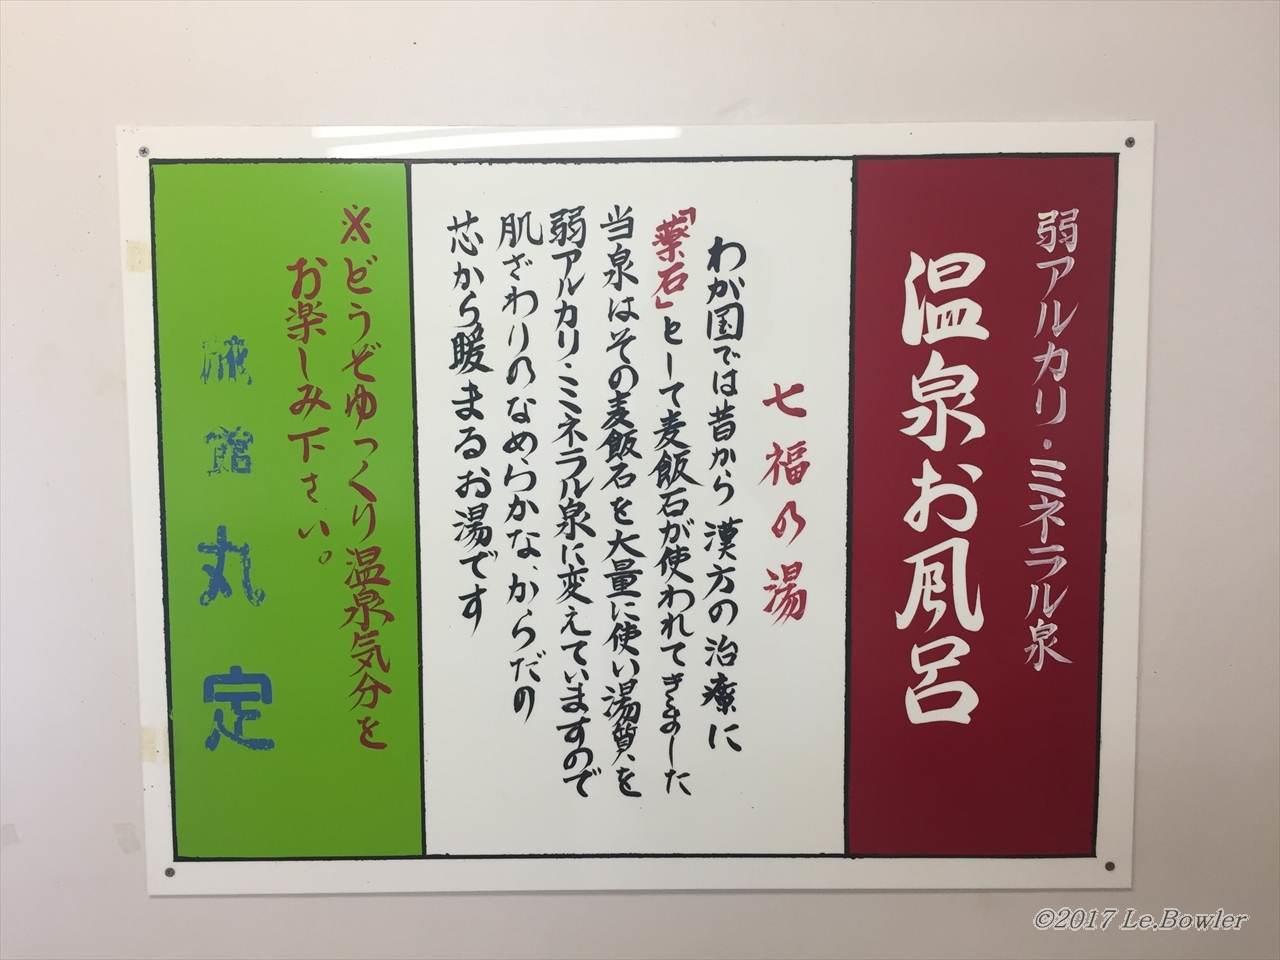 弱アルカリ・ミネラル泉
温泉お風呂
七福の湯
わが国では昔から漢方の治療に
「薬石」として麦飯石が使われてきました
当泉はその麦飯石を大量に使い湯質を
弱アルカリ・ミネラル泉に変えていますので
肌ざわりのなめらかな、からだの
芯から暖まるお湯です
※どうぞゆっくり温泉気分を
お楽しみ下さい。
旅館 丸定
©2017 Le.Bowler